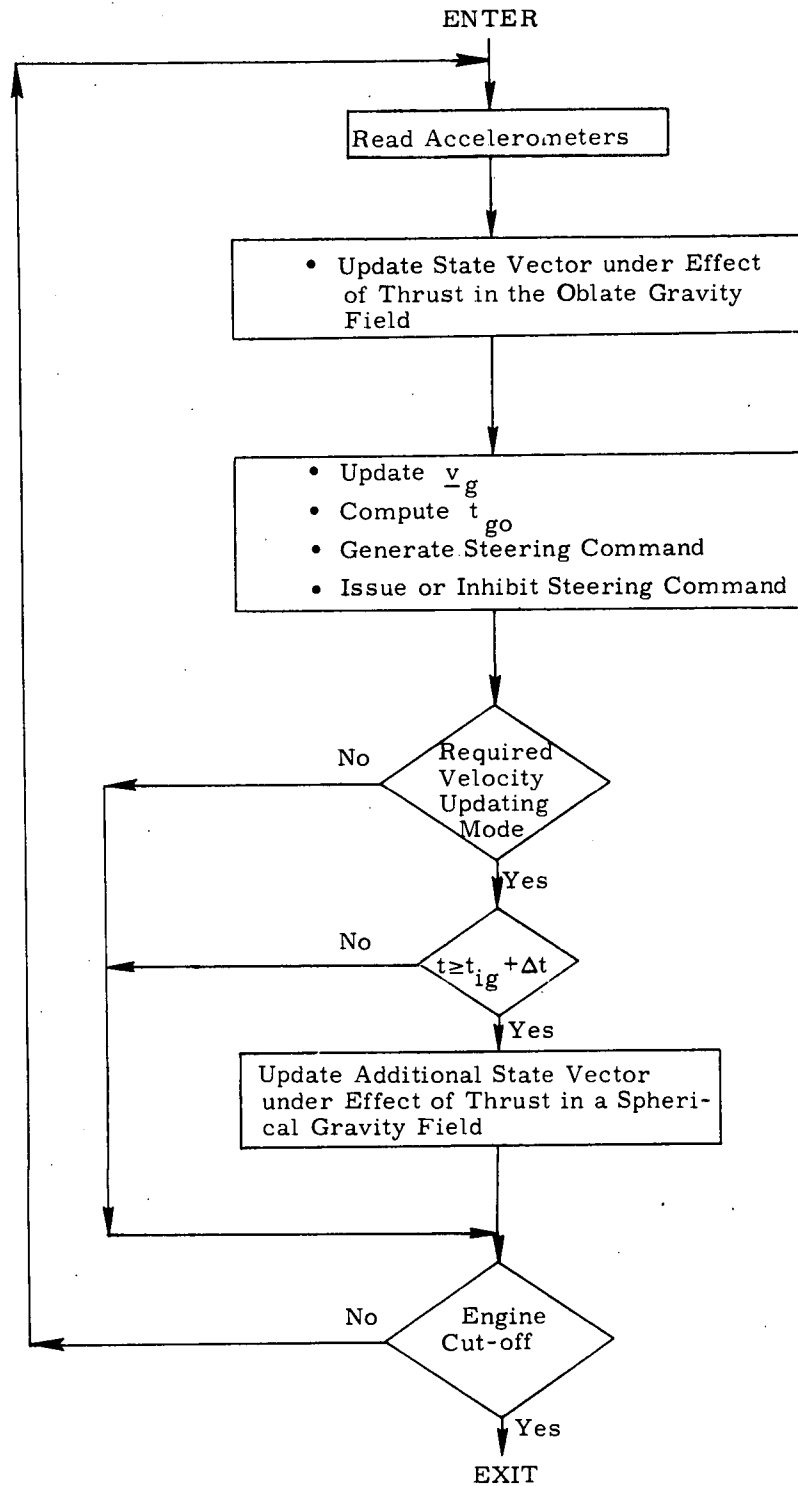 ENTER
Read Accelerometers
• Update State Vector under Effect
of Thrust in the Oblate Gravity
Field
• Update v_g
• Compute t_go
• Generate Steering Command
• Issue or Inhibit Steering Command
No
Required
Velocity
Updating
Mode
Yes
No
t≥t_ig +Δt
Yes
Update Additional State Vector
under Effect of Thrust in a Spheri-
cal Gravity Field
No
Engine
Cut-off
Yes
EXIT